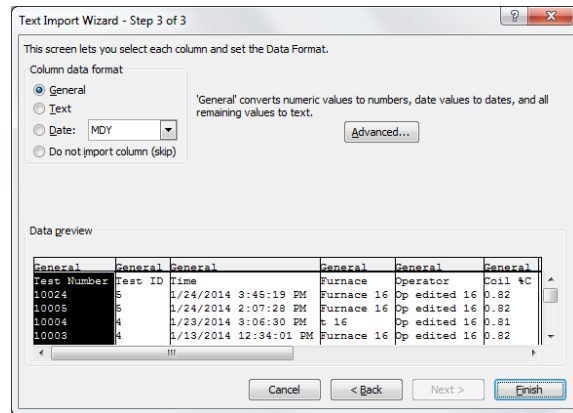 Text Import Wizard - Step 3 of 3
This screen lets you select each column and set the Data Format.
Column data format
General
Text
Date: MDY
Do not import column (skip)
'General' converts numeric values to numbers, date values to dates, and all
remaining values to text.
Advanced...
Data preview
General General General General General General
Test Number Test ID Time Furnace Operator Coil %C
10024 5 1/24/2014 3:45:19 PM Furnace 16 Op edited 16 0.82
10005 5 1/24/2014 2:07:28 PM Furnace 16 Op edited 16 0.82
10004 4 1/23/2014 3:06:30 PM t 16 Op edited 16 0.81
10003 4 1/13/2014 12:34:01 PM Furnace 16 Op edited 16 0.82
Cancel < Back Next > Finish